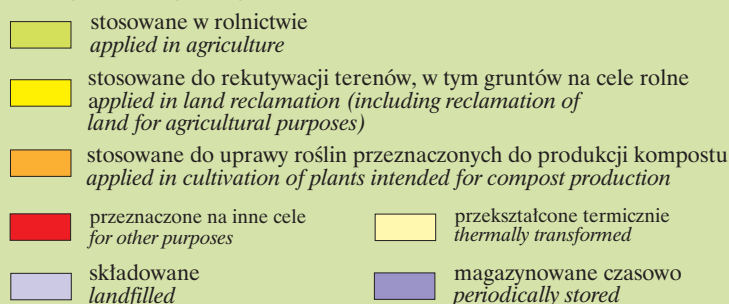 stosowane w rolnictwie
applied in agriculture
stosowane do rekutywacji terenów, w tym gruntów na cele rolne
applied in land reclamation (including reclamation of
land for agricultural purposes)
stosowane do uprawy roślin przeznaczonych do produkcji kompostu
applied in cultivation of plants intended for compost production
przeznaczone na inne cele
for other purposes
przekształcone termicznie
thermally transformed
składowane
landfilled
magazynowane czasowo
periodically stored